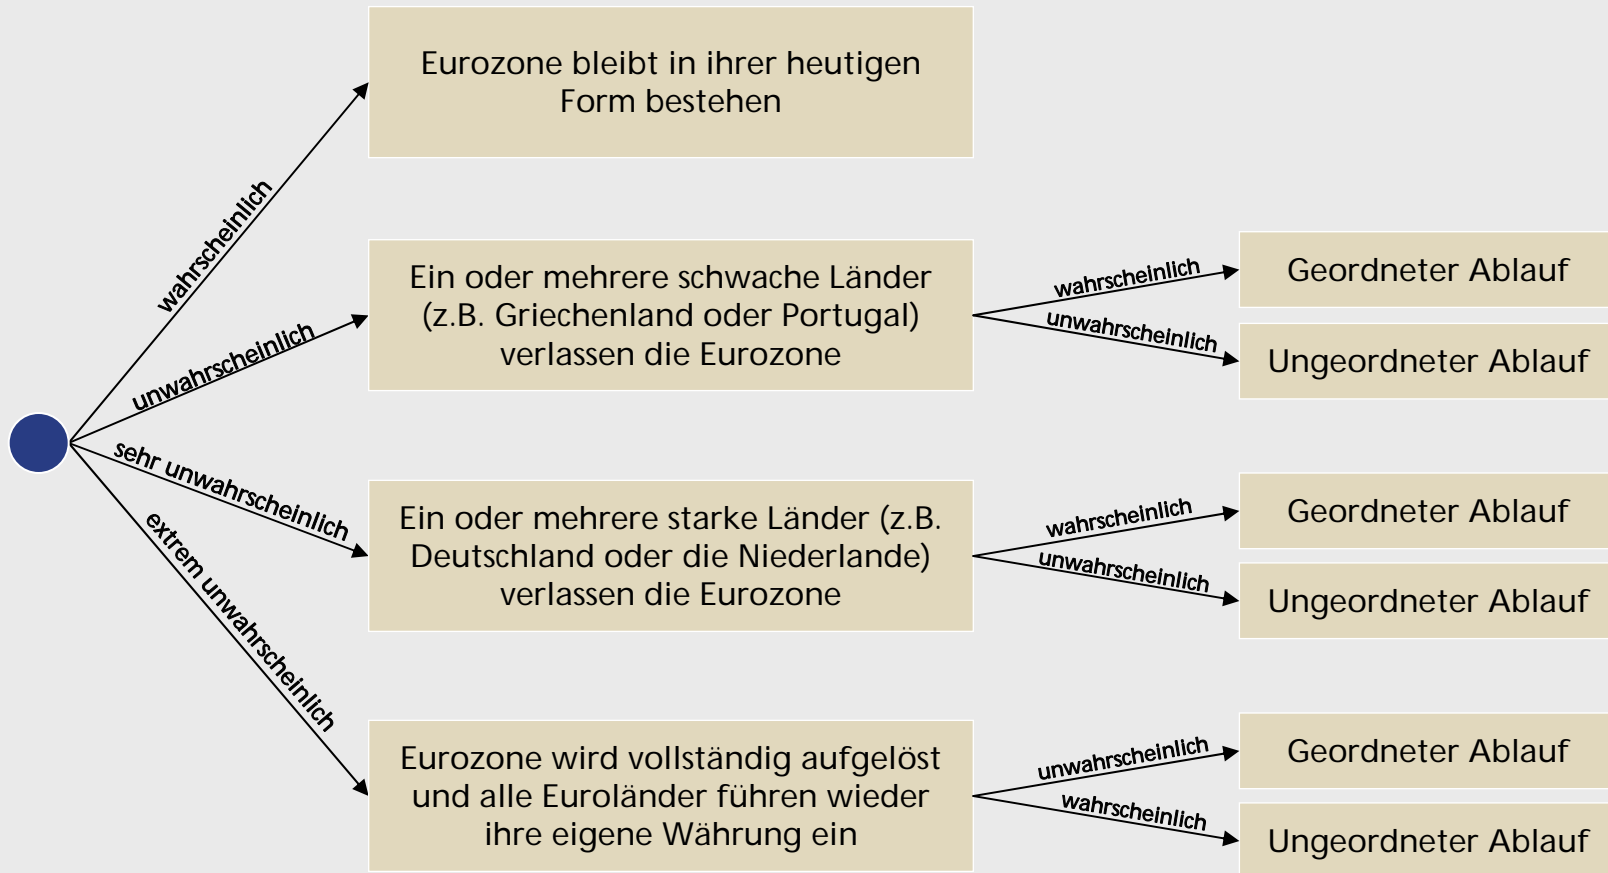 Eurozone bleibt in ihrer heutigen
Form bestehen
wahrscheinlich
Ein oder mehrere schwache Länder
(z.B. Griechenland oder Portugal)
verlassen die Eurozone
unwahrscheinlich
wahrscheinlich
Geordneter Ablauf
unwahrscheinlich
Ungeordneter Ablauf
sehr unwahrscheinlich
Ein oder mehrere starke Länder (z.B.
Deutschland oder die Niederlande)
verlassen die Eurozone
wahrscheinlich
Geordneter Ablauf
unwahrscheinlich
Ungeordneter Ablauf
extrem unwahrscheinlich
Eurozone wird vollständig aufgelöst
und alle Euroländer führen wieder
ihre eigene Währung ein
unwahrscheinlich
Geordneter Ablauf
wahrscheinlich
Ungeordneter Ablauf